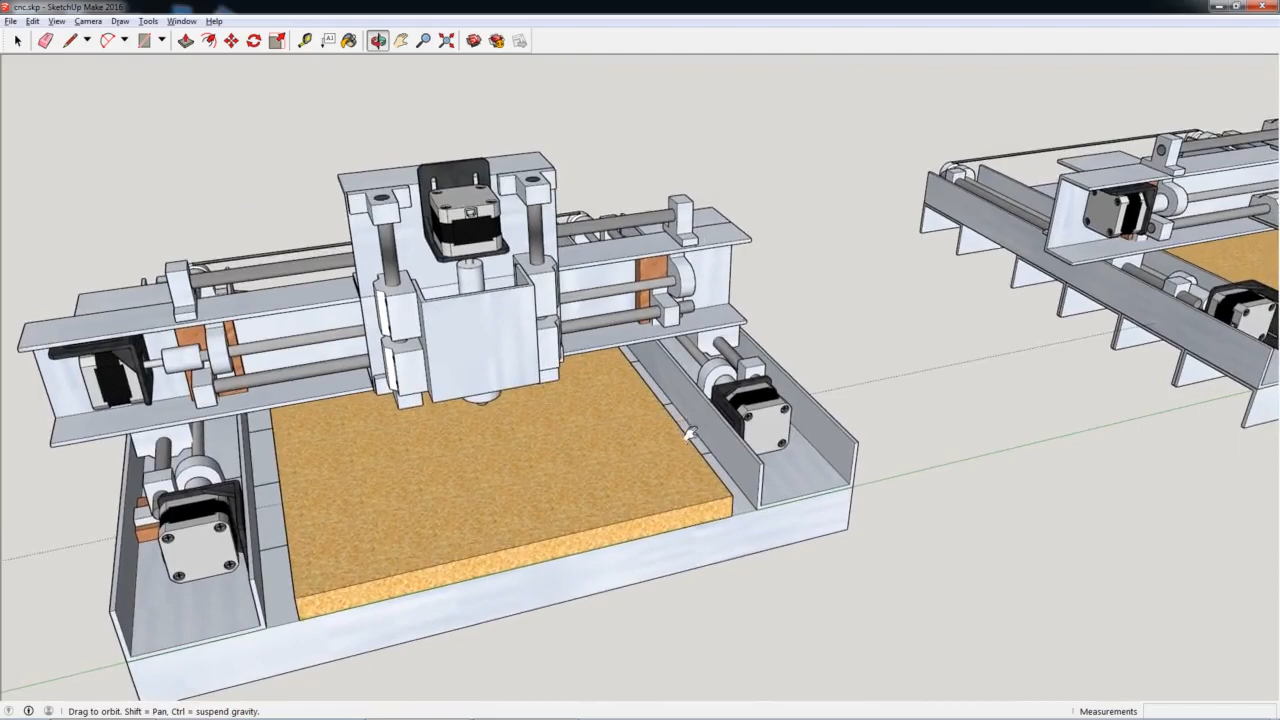 cnc.skp - SketchUp Make 2016
File Edit View Camera Draw Tools Window Help
Drag to orbit. Shift = Pan, Ctrl = suspend gravity. Measurements